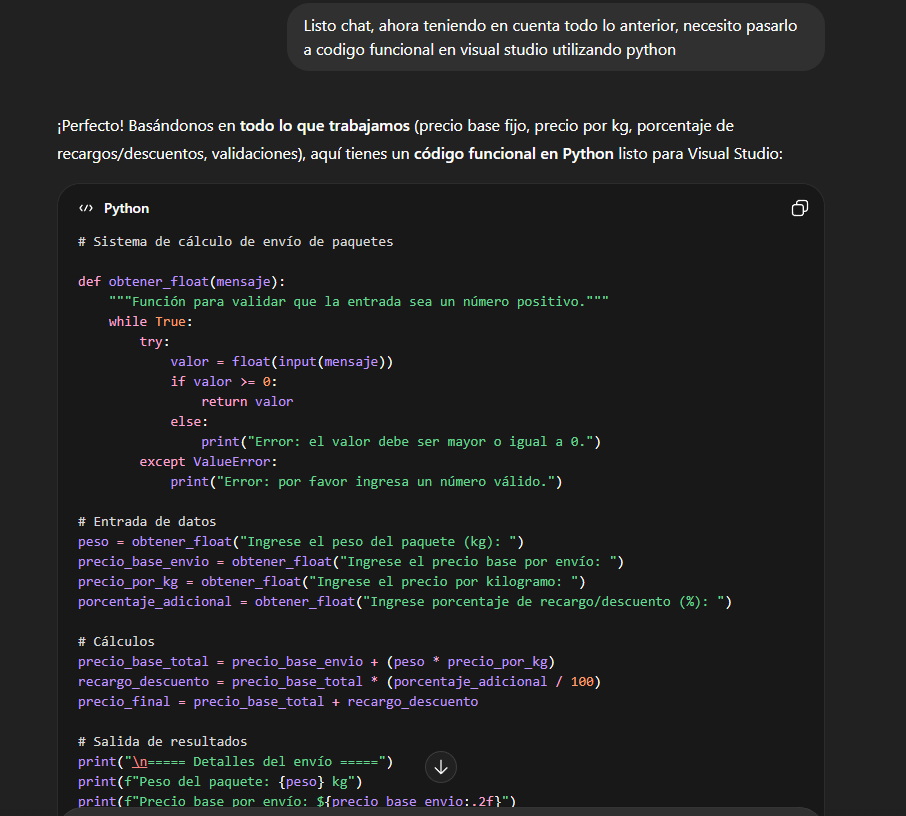 Listo chat, ahora teniendo en cuenta todo lo anterior, necesito pasarlo
a codigo funcional en visual studio utilizando python
¡Perfecto! Basándonos en todo lo que trabajamos (precio base fijo, precio por kg, porcentaje de
recargos/descuentos, validaciones), aquí tienes un código funcional en Python listo para Visual Studio:
Python
# Sistema de cálculo de envío de paquetes
def obtener_float(mensaje):
    """Función para validar que la entrada sea un número positivo."""
    while True:
        try:
            valor = float(input(mensaje))
            if valor >= 0:
                return valor
            else:
                print("Error: el valor debe ser mayor o igual a 0.")
        except ValueError:
            print("Error: por favor ingresa un número válido.")
# Entrada de datos
peso = obtener_float("Ingrese el peso del paquete (kg): ")
precio_base_envio = obtener_float("Ingrese el precio base por envío: ")
precio_por_kg = obtener_float("Ingrese el precio por kilogramo: ")
porcentaje_adicional = obtener_float("Ingrese porcentaje de recargo/descuento (%): ")
# Cálculos
precio_base_total = precio_base_envio + (peso * precio_por_kg)
recargo_descuento = precio_base_total * (porcentaje_adicional / 100)
precio_final = precio_base_total + recargo_descuento
# Salida de resultados
print("\n===== Detalles del envío =====")
print(f"Peso del paquete: {peso} kg")
print(f"Precio base por envío: ${precio_base_envio:.2f}")